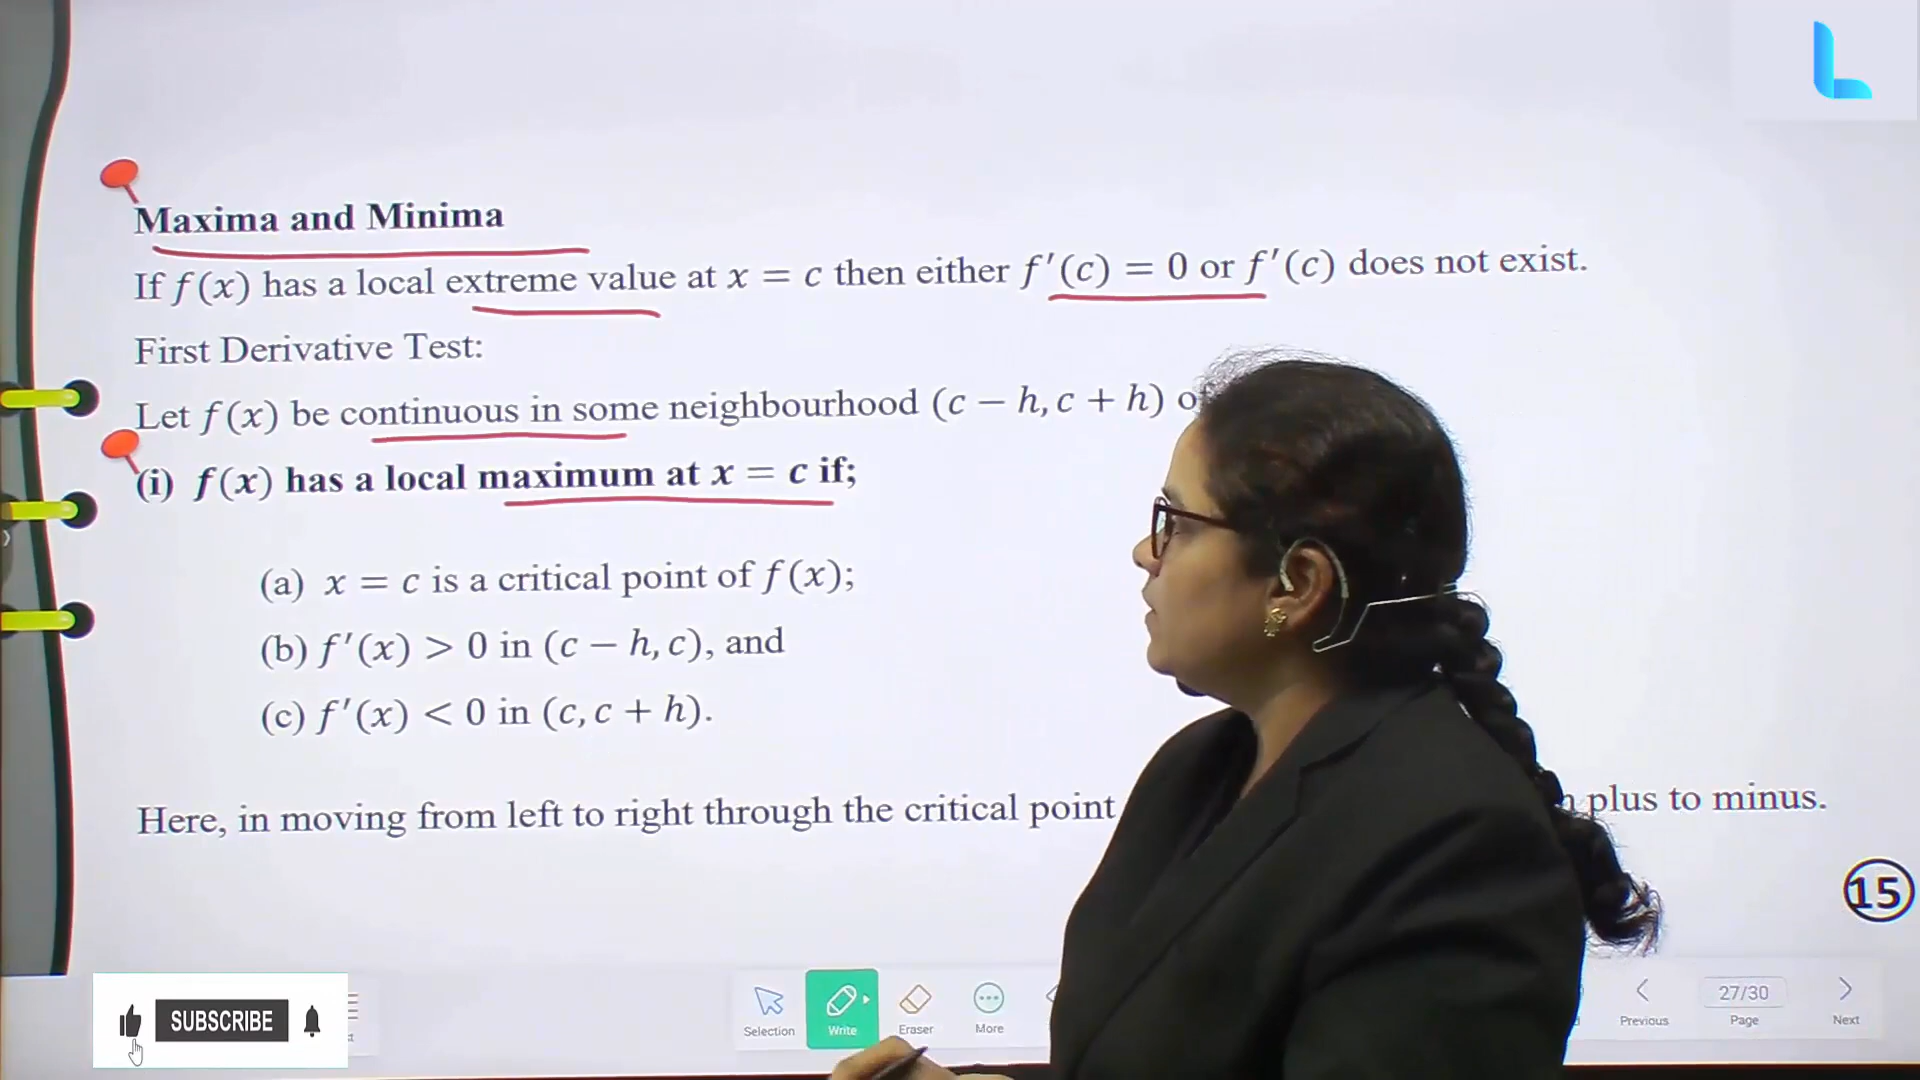 Maxima and Minima
If f(x) has a local extreme value at x = c then either f′(c) = 0 or f′(c) does not exist.
First Derivative Test:
Let f(x) be continuous in some neighbourhood (c − h, c + h)
(i) f(x) has a local maximum at x = c if;
(a) x = c is a critical point of f(x);
(b) f′(x) > 0 in (c − h, c), and
(c) f′(x) < 0 in (c, c + h).
Here, in moving from left to right through the critical point plus to minus.
15
SUBSCRIBE
Selection
Write
Eraser
More
Previous
27/30
Page
Next